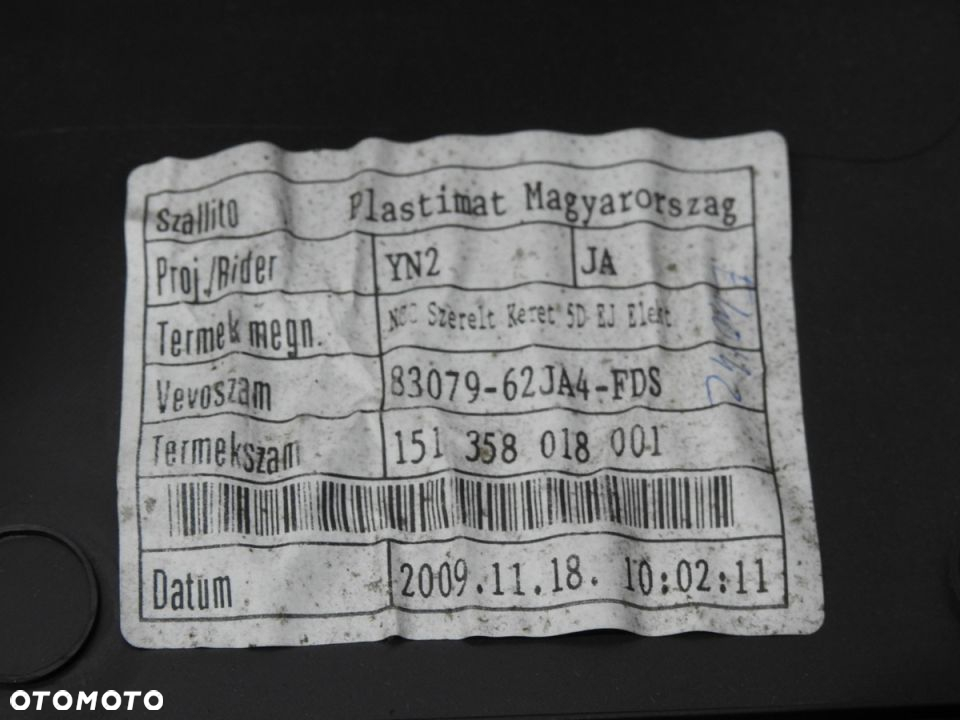 Szallito Plastimat Magyarorszag
Proj./Rider YN2 JA
Termek megn. Szerelt Keret 5D EJ Elekt
Vevoszam 83079-62JA4-FDS
Termekszam 151 358 018 001
Datum 2009.11.18. 10:02:11
OTOMOTO